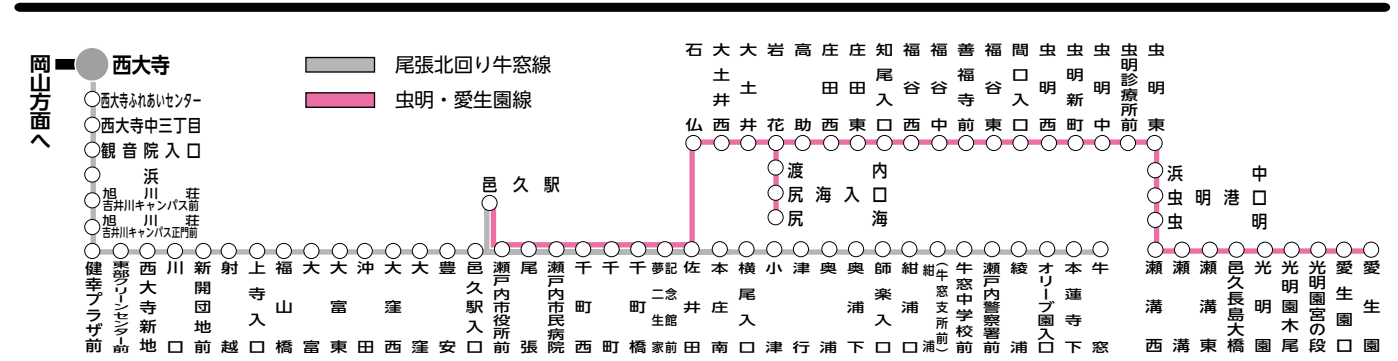 岡山方面へ
西大寺
尾張北回り牛窓線
虫明・愛生園線
西大寺ふれあいセンター
西大寺中三丁目
観音院入口
浜
旭川荘吉井川キャンパス前
旭川荘吉井川キャンパス正門前
健幸プラザ前
東部グリーンセンター前
西大寺新地
川口
新開団地前
射越
上寺入口
福山橋
大富
大富東
沖田
大窪西
大窪
豊安
邑久駅入口
邑久駅
瀬戸内市役所前
尾張
瀬戸内市民病院
千町西
千町
千町橋
夢二生家記念館前
佐井田
本庄南
横尾入口
小津
津行
奥浦
奥浦下
師楽入口
紺浦口
紺浦(牛窓支所前)
牛窓中学校前
瀬戸内警察署前
綾浦
オリーブ園入口
本蓮寺下
牛窓
石仏
大土井西
大土井
岩花
高助
庄田西
庄田東
知尾入口
福谷西
福谷中
善福寺前
福谷東
間口入口
虫明西
虫明新町
虫明中
虫明診療所前
虫明東
渡内
尻海入口
尻海
浜中
虫明港口
虫明
瀬溝西
瀬溝
瀬溝東
邑久長島大橋
光明園
光明園木尾
光明園宮の段
愛生園口
愛生園